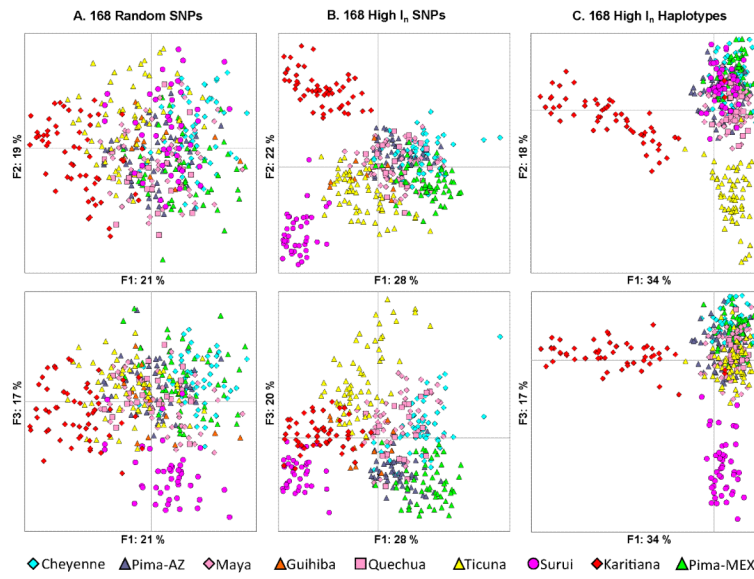 A. 168 Random SNPs
B. 168 High In SNPs
C. 168 High In Haplotypes
F2: 19 %
F2: 22 %
F2: 18 %
F1: 21 %
F1: 28 %
F1: 34 %
F3: 17 %
F3: 20 %
F3: 17 %
F1: 21 %
F1: 28 %
F1: 34 %
Cheyenne Pima-AZ Maya Guihiba Quechua Ticuna Surui Karitiana Pima-MEX